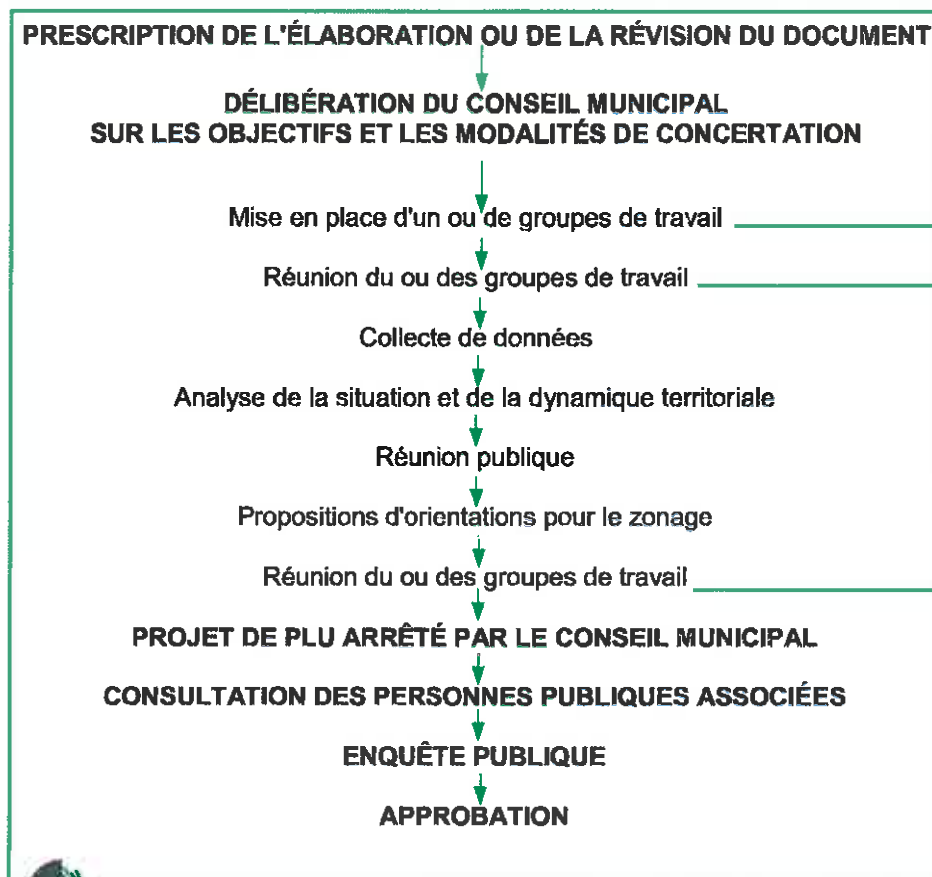 PRESCRIPTION DE L'ÉLABORATION OU DE LA RÉVISION DU DOCUMENT
DÉLIBÉRATION DU CONSEIL MUNICIPAL
SUR LES OBJECTIFS ET LES MODALITÉS DE CONCERTATION
Mise en place d'un ou de groupes de travail
Réunion du ou des groupes de travail
Collecte de données
Analyse de la situation et de la dynamique territoriale
Réunion publique
Propositions d'orientations pour le zonage
Réunion du ou des groupes de travail
PROJET DE PLU ARRÊTÉ PAR LE CONSEIL MUNICIPAL
CONSULTATION DES PERSONNES PUBLIQUES ASSOCIÉES
ENQUÊTE PUBLIQUE
APPROBATION